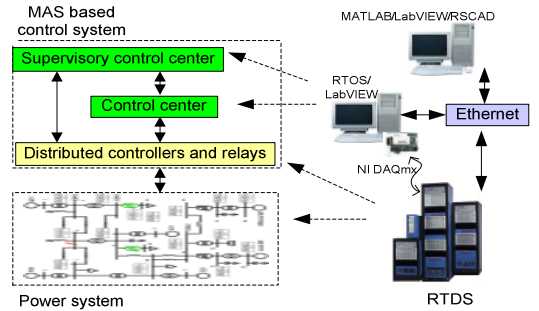 MAS based
control system
Supervisory control center
Control center
Distributed controllers and relays
Power system
MATLAB/LabVIEW/RSCAD
RTOS/
LabVIEW
Ethernet
NI DAQmx
RTDS